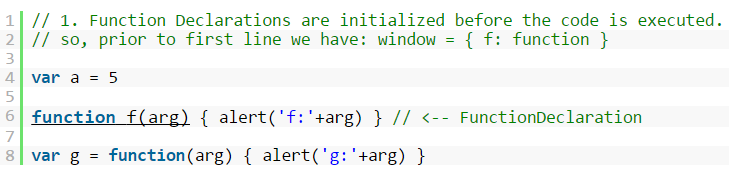 1 // 1. Function Declarations are initialized before the code is executed.
2 // so, prior to first line we have: window = { f: function }
3
4 var a = 5
5
6 function f(arg) { alert('f:'+arg) } // <-- FunctionDeclaration
7
8 var g = function(arg) { alert('g:'+arg) }